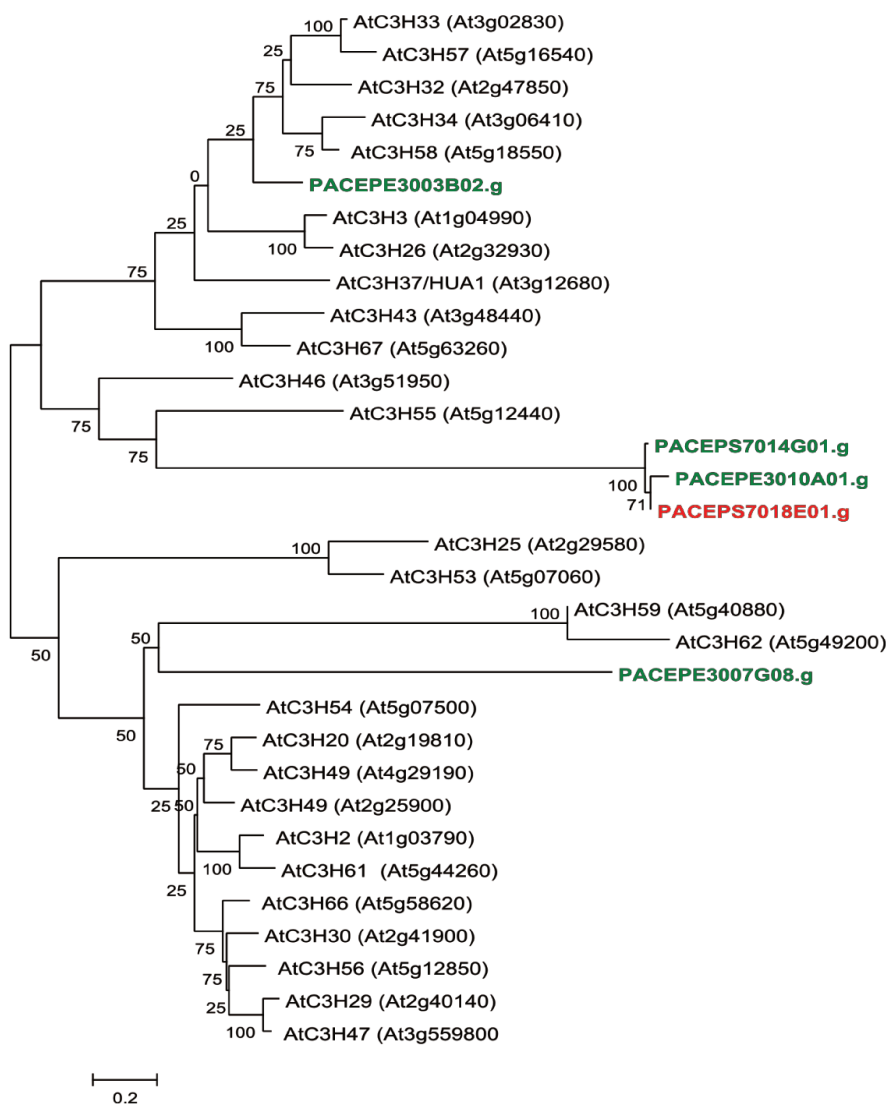 AtC3H33 (At3g02830)
100
25
AtC3H57 (At5g16540)
75
AtC3H32 (At2g47850)
25
AtC3H34 (At3g06410)
75
AtC3H58 (At5g18550)
0
PACEPE3003B02.g
25
AtC3H3 (At1g04990)
100
AtC3H26 (At2g32930)
75
AtC3H37/HUA1 (At3g12680)
AtC3H43 (At3g48440)
100
AtC3H67 (At5g63260)
AtC3H46 (At3g51950)
75
AtC3H55 (At5g12440)
75
PACEPS7014G01.g
100
PACEPE3010A01.g
71
PACEPS7018E01.g
100
AtC3H25 (At2g29580)
AtC3H53 (At5g07060)
100
AtC3H59 (At5g40880)
50
50
AtC3H62 (At5g49200)
PACEPE3007G08.g
50
AtC3H54 (At5g07500)
75
AtC3H20 (At2g19810)
50
AtC3H49 (At4g29190)
25
50
AtC3H49 (At2g25900)
AtC3H2 (At1g03790)
100
AtC3H61 (At5g44260)
25
AtC3H66 (At5g58620)
75
AtC3H30 (At2g41900)
75
AtC3H56 (At5g12850)
25
AtC3H29 (At2g40140)
100
AtC3H47 (At3g559800
0.2